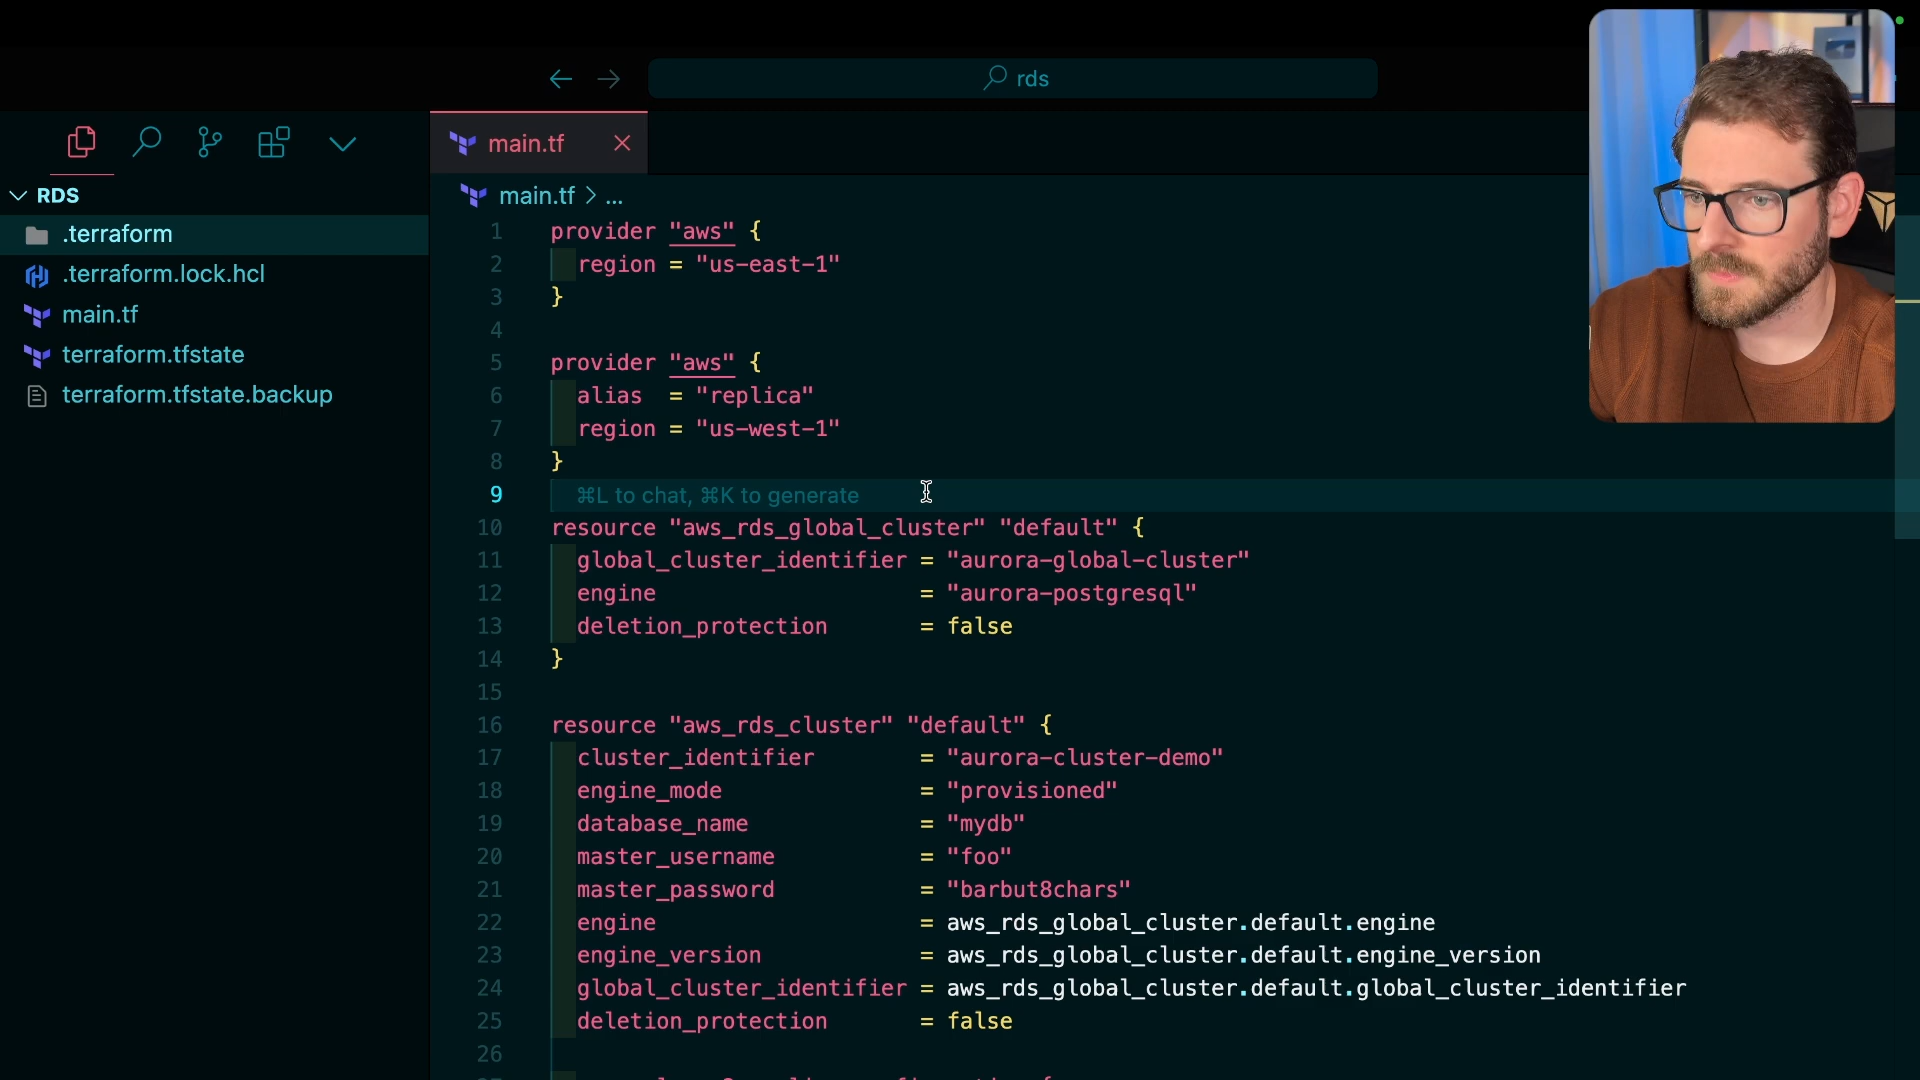 rds
main.tf
RDS
.terraform
.terraform.lock.hcl
main.tf
terraform.tfstate
terraform.tfstate.backup
main.tf > ...
1 provider "aws" {
2 region = "us-east-1"
3 }
4
5 provider "aws" {
6 alias  = "replica"
7 region = "us-west-1"
8 }
9 ⌘L to chat, ⌘K to generate
10 resource "aws_rds_global_cluster" "default" {
11 global_cluster_identifier = "aurora-global-cluster"
12 engine                    = "aurora-postgresql"
13 deletion_protection       = false
14 }
15
16 resource "aws_rds_cluster" "default" {
17 cluster_identifier        = "aurora-cluster-demo"
18 engine_mode               = "provisioned"
19 database_name             = "mydb"
20 master_username           = "foo"
21 master_password           = "barbut8chars"
22 engine                    = aws_rds_global_cluster.default.engine
23 engine_version            = aws_rds_global_cluster.default.engine_version
24 global_cluster_identifier = aws_rds_global_cluster.default.global_cluster_identifier
25 deletion_protection       = false
26